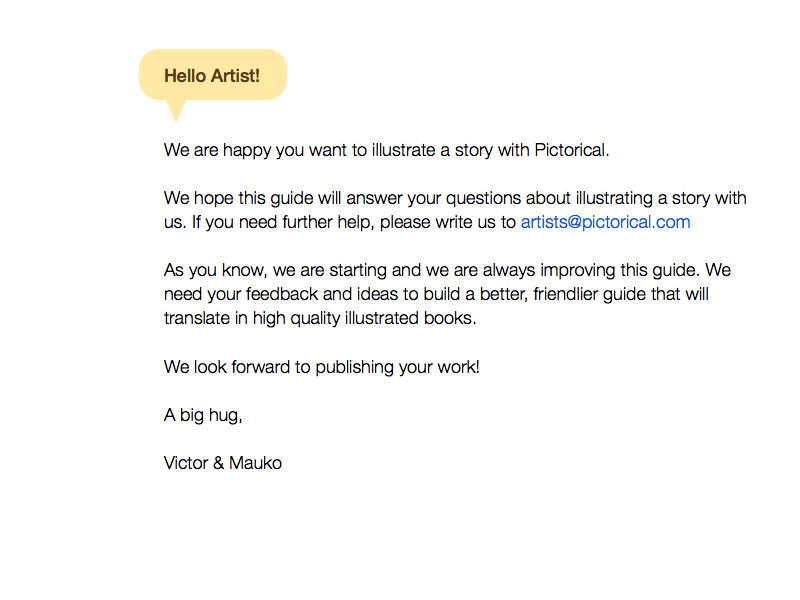 Hello Artist!
We are happy you want to illustrate a story with Pictorical.
We hope this guide will answer your questions about illustrating a story with
us. If you need further help, please write us to artists@pictorical.com
As you know, we are starting and we are always improving this guide. We
need your feedback and ideas to build a better, friendlier guide that will
translate in high quality illustrated books.
We look forward to publishing your work!
A big hug,
Victor & Mauko